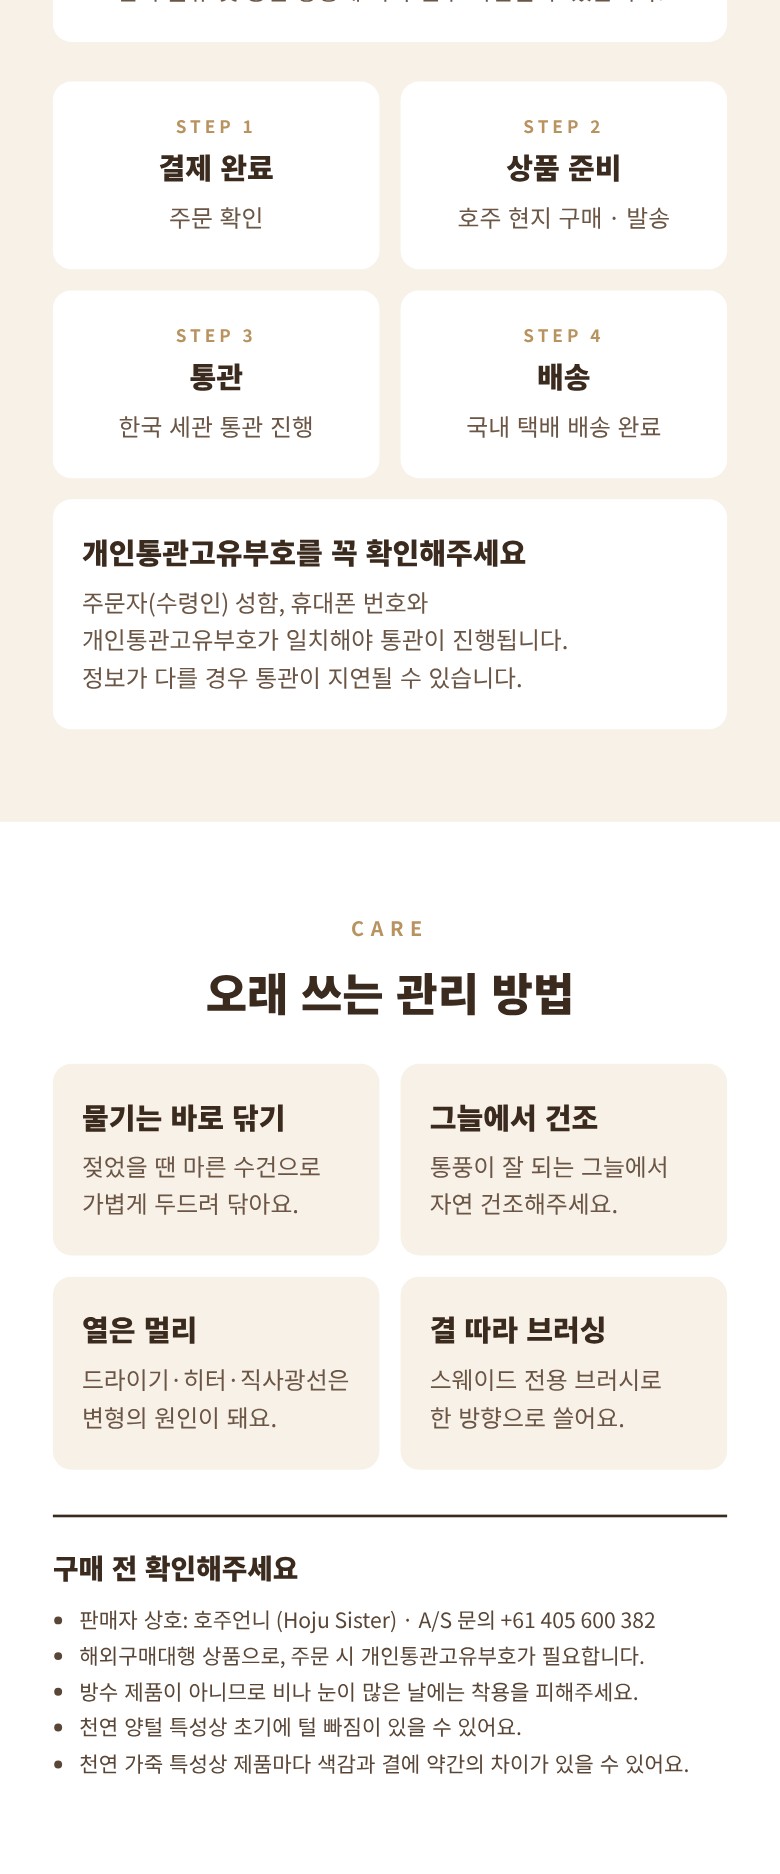 STEP 1
결제 완료
주문 확인
STEP 2
상품 준비
호주 현지 구매 · 발송
STEP 3
통관
한국 세관 통관 진행
STEP 4
배송
국내 택배 배송 완료
개인통관고유부호를 꼭 확인해주세요
주문자(수령인) 성함, 휴대폰 번호와
개인통관고유부호가 일치해야 통관이 진행됩니다.
정보가 다를 경우 통관이 지연될 수 있습니다.
CARE
오래 쓰는 관리 방법
물기는 바로 닦기
젖었을 땐 마른 수건으로
가볍게 두드려 닦아요.
그늘에서 건조
통풍이 잘 되는 그늘에서
자연 건조해주세요.
열은 멀리
드라이기·히터·직사광선은
변형의 원인이 돼요.
결 따라 브러싱
스웨이드 전용 브러시로
한 방향으로 쓸어요.
구매 전 확인해주세요
• 판매자 상호: 호주언니 (Hoju Sister) · A/S 문의 +61 405 600 382
• 해외구매대행 상품으로, 주문 시 개인통관고유부호가 필요합니다.
• 방수 제품이 아니므로 비나 눈이 많은 날에는 착용을 피해주세요.
• 천연 양털 특성상 초기에 털 빠짐이 있을 수 있어요.
• 천연 가죽 특성상 제품마다 색감과 결에 약간의 차이가 있을 수 있어요.